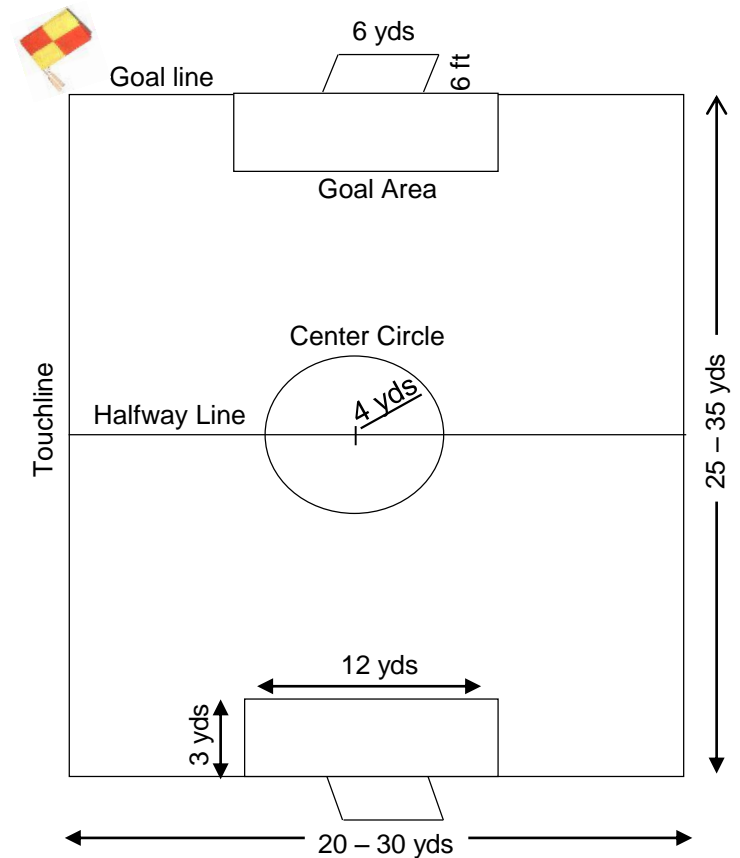 6 yds
6 ft
Goal line
Goal Area
Center Circle
4 yds
Halfway Line
Touchline
25 – 35 yds
12 yds
3 yds
20 – 30 yds